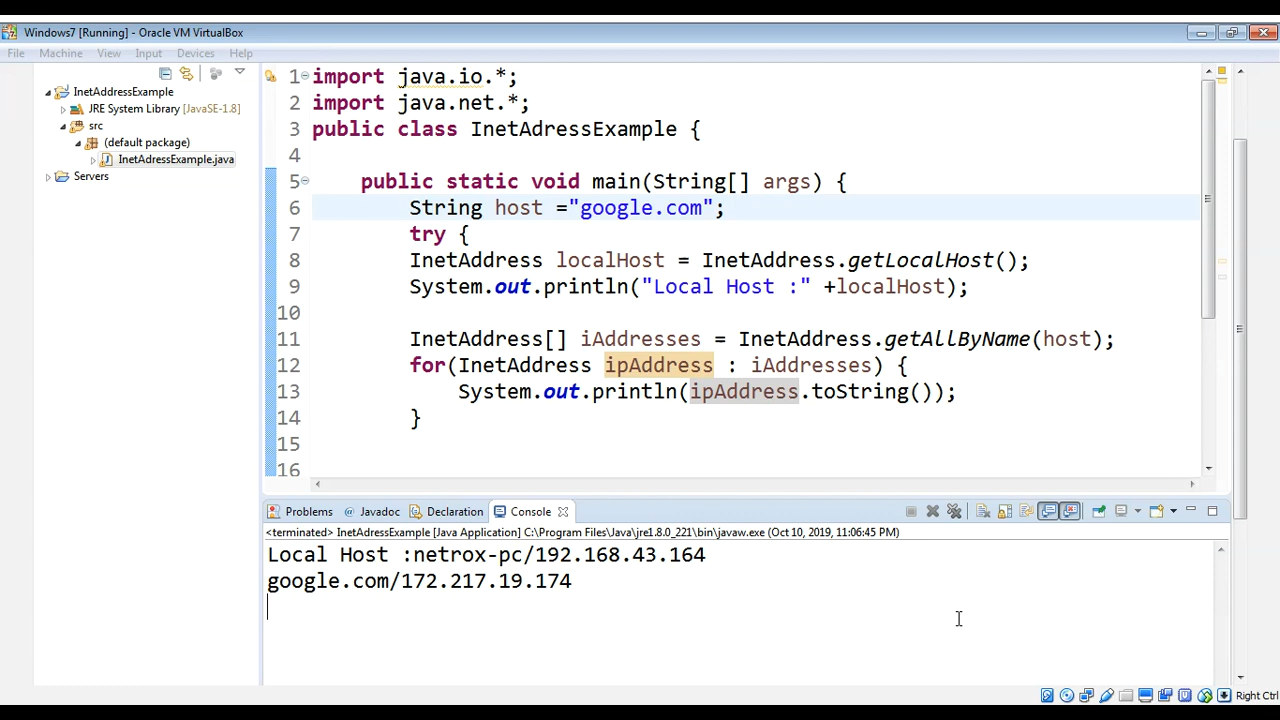 Windows7 [Running] - Oracle VM VirtualBox
File Machine View Input Devices Help
InetAddressExample
JRE System Library [JavaSE-1.8]
src
(default package)
InetAdressExample.java
Servers
1 import java.io.*;
2 import java.net.*;
3 public class InetAdressExample {
4
5 public static void main(String[] args) {
6 String host ="google.com";
7 try {
8 InetAddress localHost = InetAddress.getLocalHost();
9 System.out.println("Local Host :" +localHost);
10
11 InetAddress[] iAddresses = InetAddress.getAllByName(host);
12 for(InetAddress ipAddress : iAddresses) {
13 System.out.println(ipAddress.toString());
14 }
15
16
Problems @ Javadoc Declaration Console
<terminated> InetAdressExample [Java Application] C:\Program Files\Java\jre1.8.0_221\bin\javaw.exe (Oct 10, 2019, 11:06:45 PM)
Local Host :netrox-pc/192.168.43.164
google.com/172.217.19.174
Right Ctrl